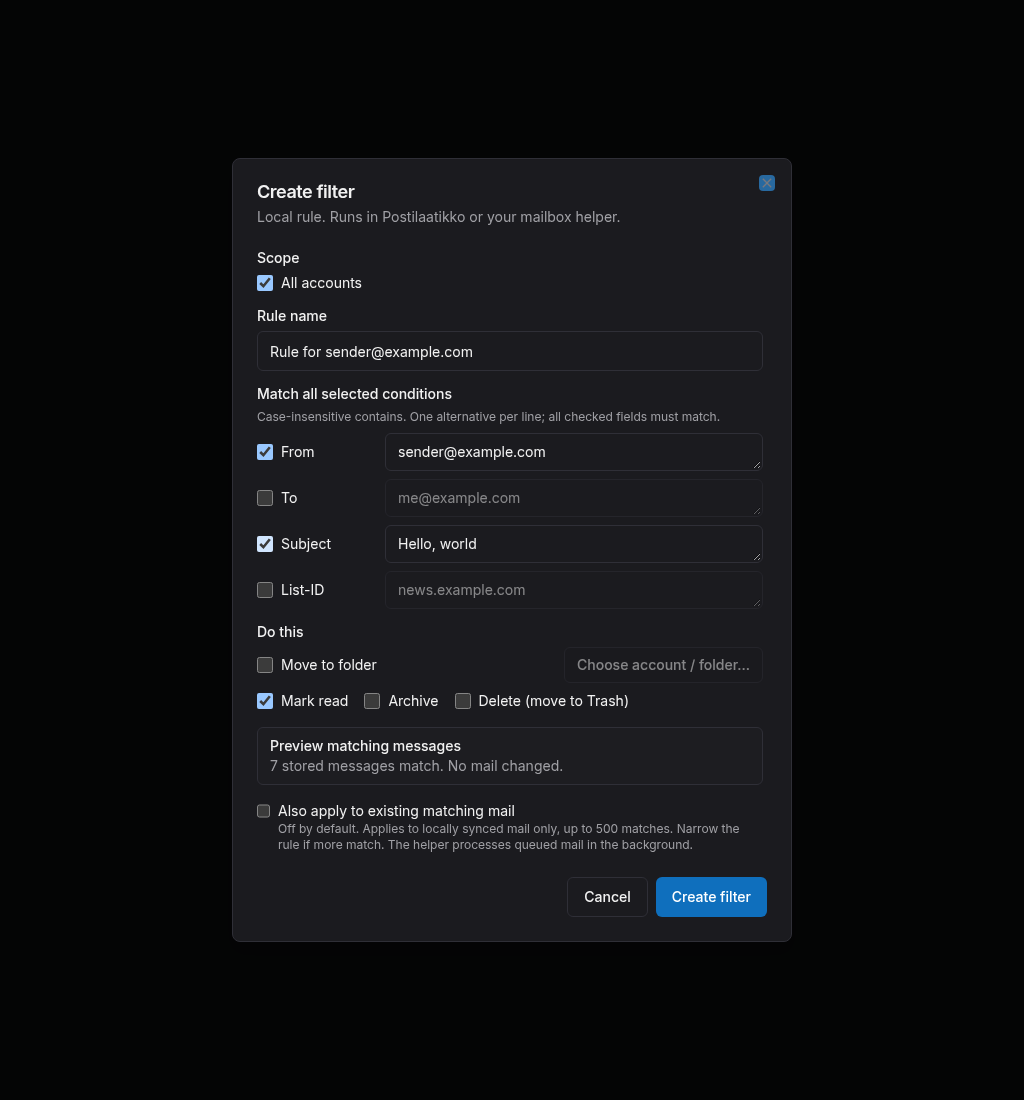 Create filter
Local rule. Runs in Postilaatikko or your mailbox helper.
Scope
All accounts
Rule name
Rule for sender@example.com
Match all selected conditions
Case-insensitive contains. One alternative per line; all checked fields must match.
From
sender@example.com
To
me@example.com
Subject
Hello, world
List-ID
news.example.com
Do this
Move to folder
Choose account / folder...
Mark read
Archive
Delete (move to Trash)
Preview matching messages
7 stored messages match. No mail changed.
Also apply to existing matching mail
Off by default. Applies to locally synced mail only, up to 500 matches. Narrow the
rule if more match. The helper processes queued mail in the background.
Cancel
Create filter